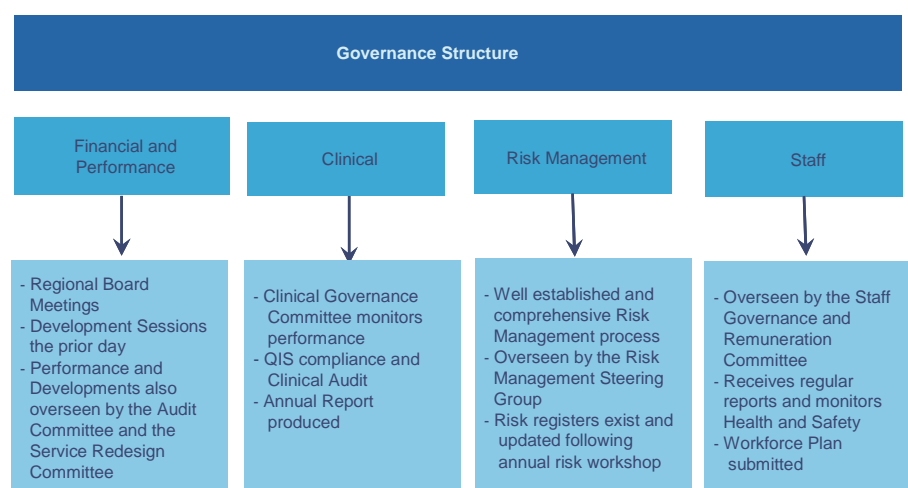 Governance Structure
Financial and
Performance
Clinical
Risk Management
Staff
- Regional Board
Meetings
- Development Sessions
the prior day
- Performance and
Developments also
overseen by the Audit
Committee and the
Service Redesign
Committee
- Clinical Governance
Committee monitors
performance
- QIS compliance and
Clinical Audit
- Annual Report
produced
- Well established and
comprehensive Risk
Management process
- Overseen by the Risk
Management Steering
Group
- Risk registers exist and
updated following
annual risk workshop
- Overseen by the Staff
Governance and
Remuneration
Committee
- Receives regular
reports and monitors
Health and Safety
- Workforce Plan
submitted